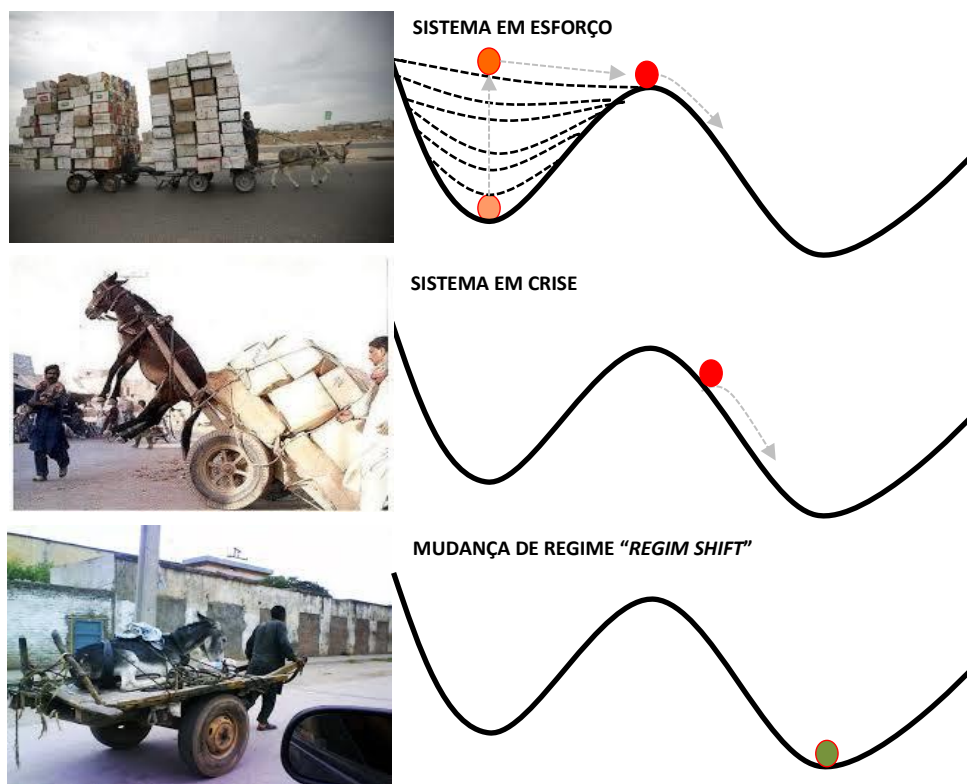 SISTEMA EM ESFORÇO
SISTEMA EM CRISE
MUDANÇA DE REGIME “REGIM SHIFT”